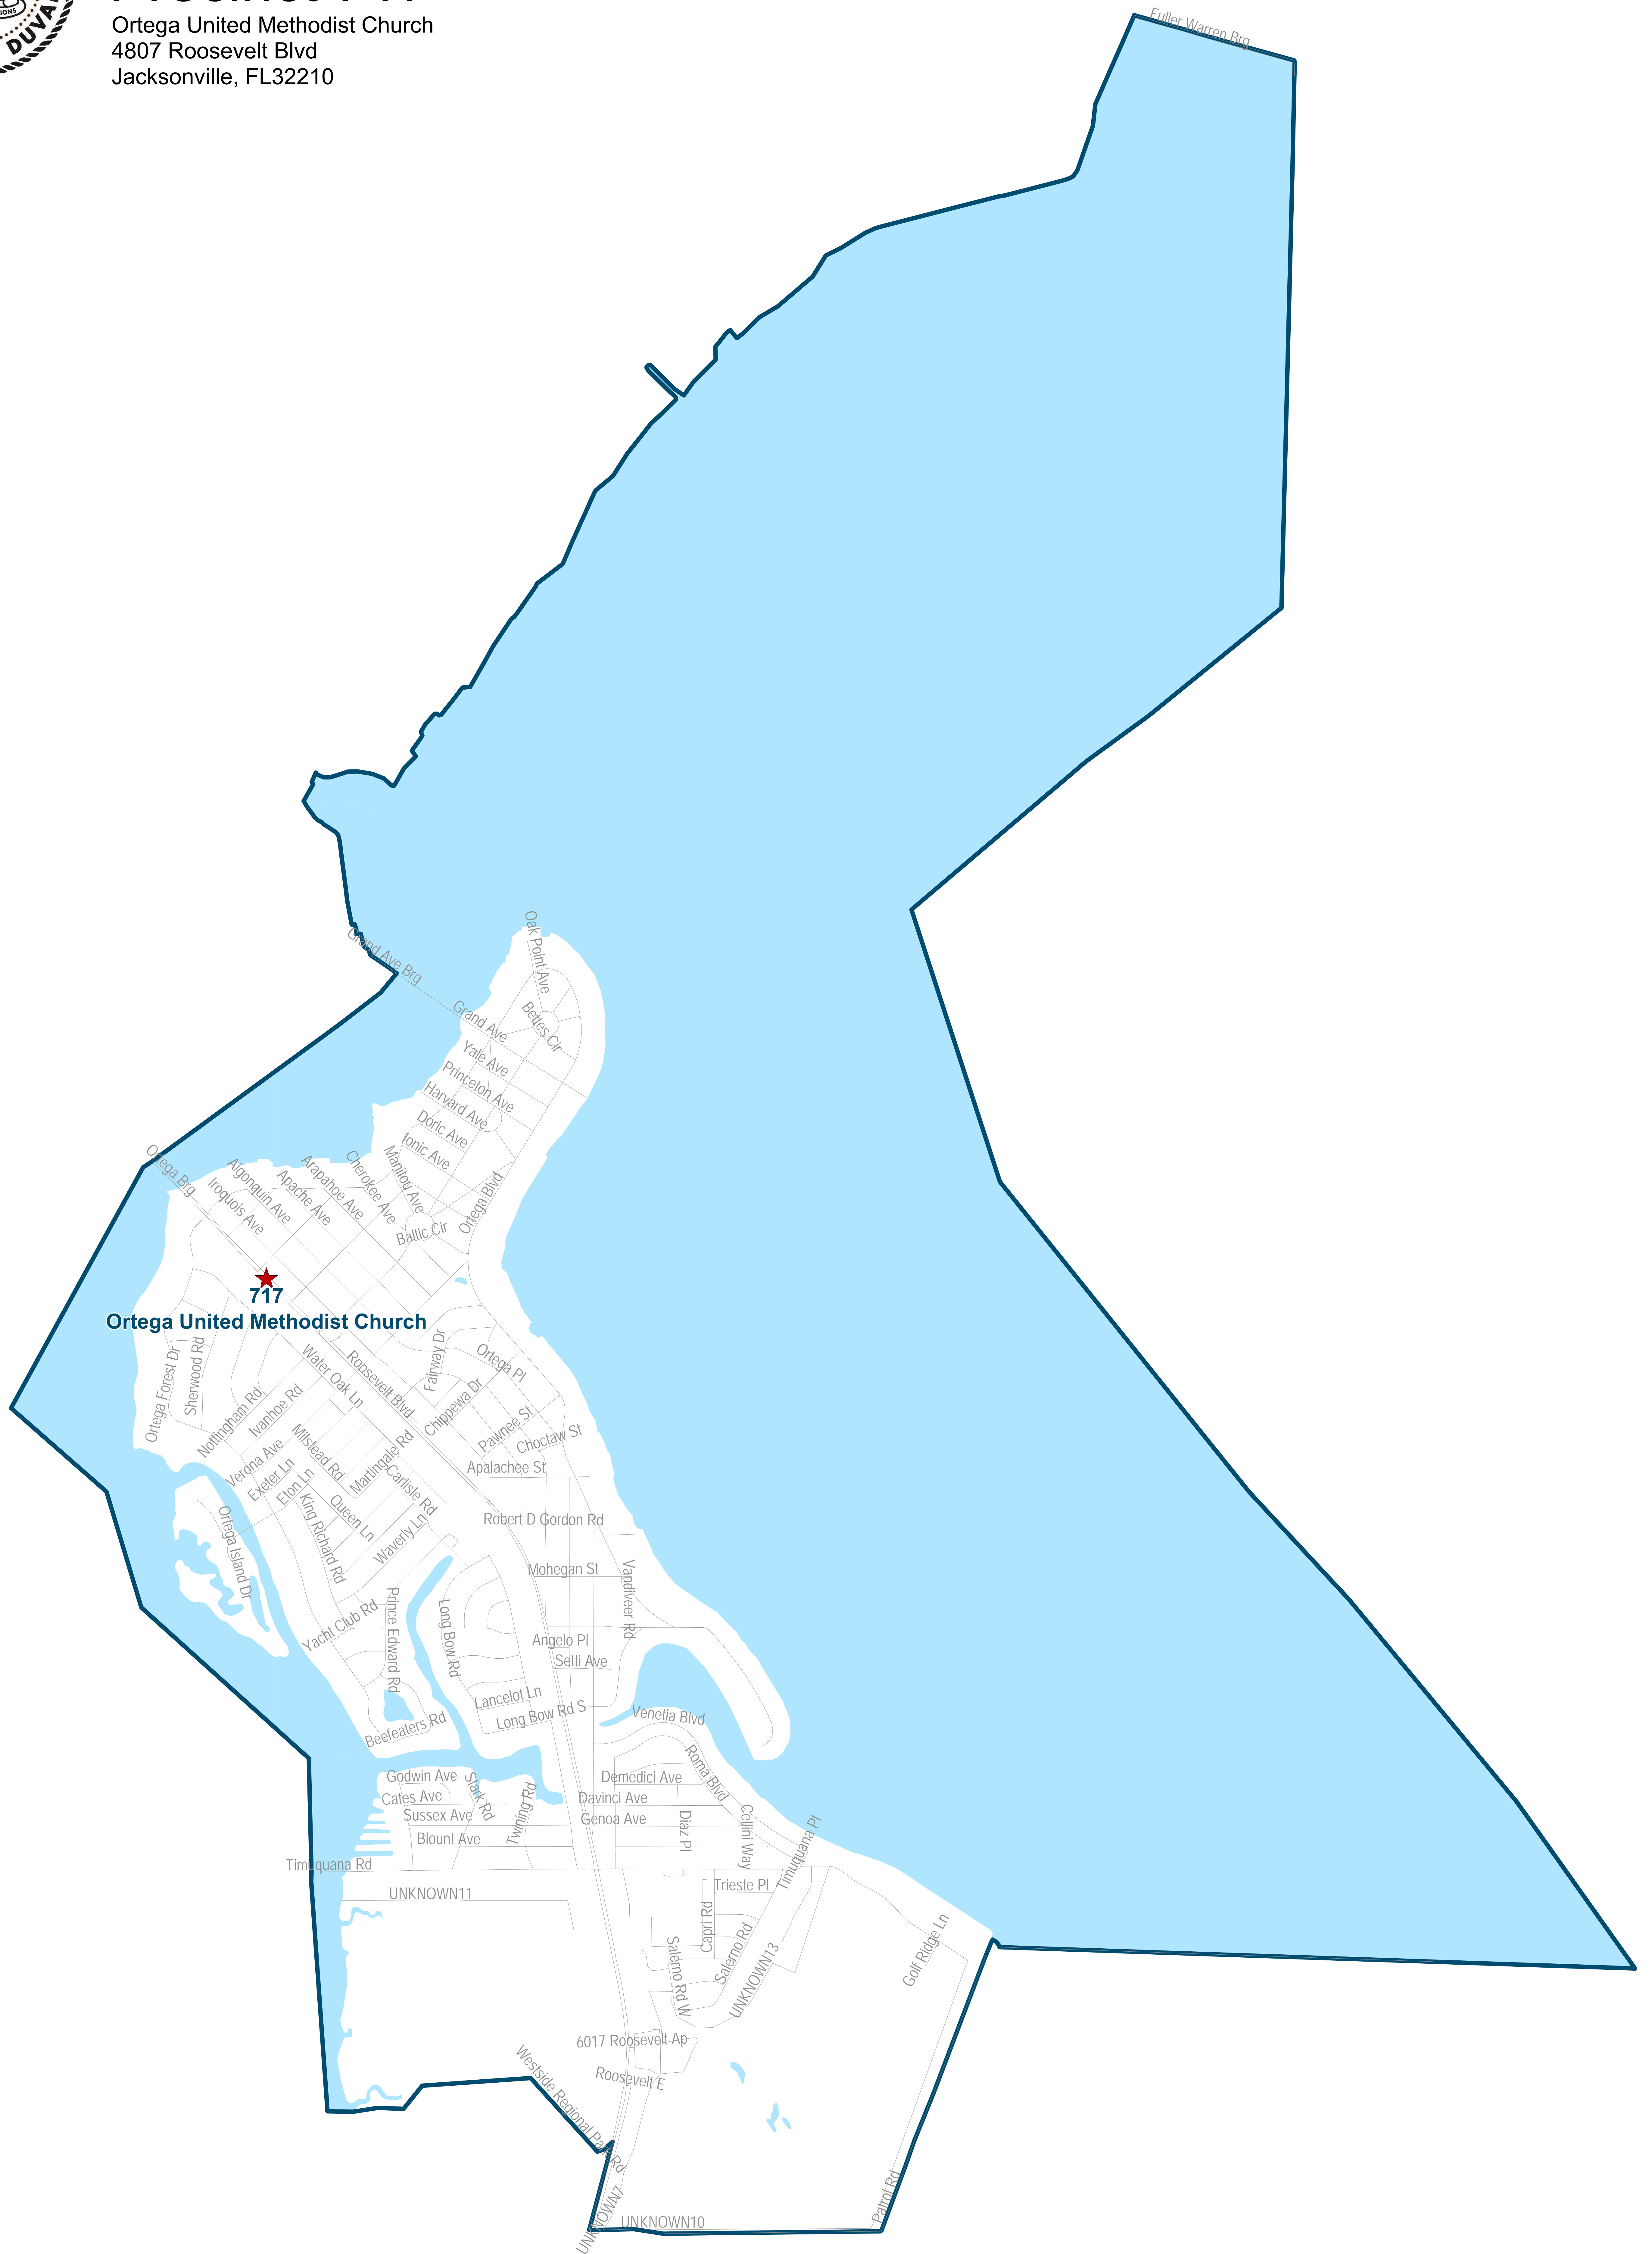 DUVAL
IONS
Ortega United Methodist Church
4807 Roosevelt Blvd
Jacksonville, FL32210
Fuller Warren Brg
Oak Point Ave
Grand Ave Brg
Grand Ave
Bettes Cir
Yale Ave
Princeton Ave
Harvard Ave
Doric Ave
Ionic Ave
Manitou Ave
Cherokee Ave
Arapahoe Ave
Apache Ave
Algonquin Ave
Iroquois Ave
Ortega Brg
Ortega Blvd
Baltic Cir
717
Ortega United Methodist Church
Ortega Forest Dr
Sherwood Rd
Water Oak Ln
Roosevelt Blvd
Fairway Dr
Ortega Pl
Nottingham Rd
Ivanhoe Rd
Chippewa Dr
Pawnee St
Choctaw St
Verona Ave
Exeter Ln
Eton Ln
Milstead Rd
Martingale Rd
Carlisle Rd
Apalachee St
Ortega Island Dr
King Richard Rd
Queen Ln
Waverly Ln
Robert D Gordon Rd
Mohegan St
Vandiveer Rd
Yacht Club Rd
Prince Edward Rd
Long Bow Rd
Angelo Pl
Setti Ave
Lancelot Ln
Long Bow Rd S
Venetia Blvd
Beefeaters Rd
Roma Blvd
Godwin Ave
Stark Rd
Demedici Ave
Cates Ave
Twining Rd
Davinci Ave
Sussex Ave
Genoa Ave
Diaz Pl
Cellini Way
Timuquana Pl
Blount Ave
Timuquana Rd
Trieste Pl
UNKNOWN11
Capri Rd
Salerno Rd
Salerno Rd W
UNKNOWN13
Golf Ridge Ln
6017 Roosevelt Ap
Roosevelt E
Westside Regional Park Rd
UNKNOWN7
UNKNOWN10
Patrol Rd